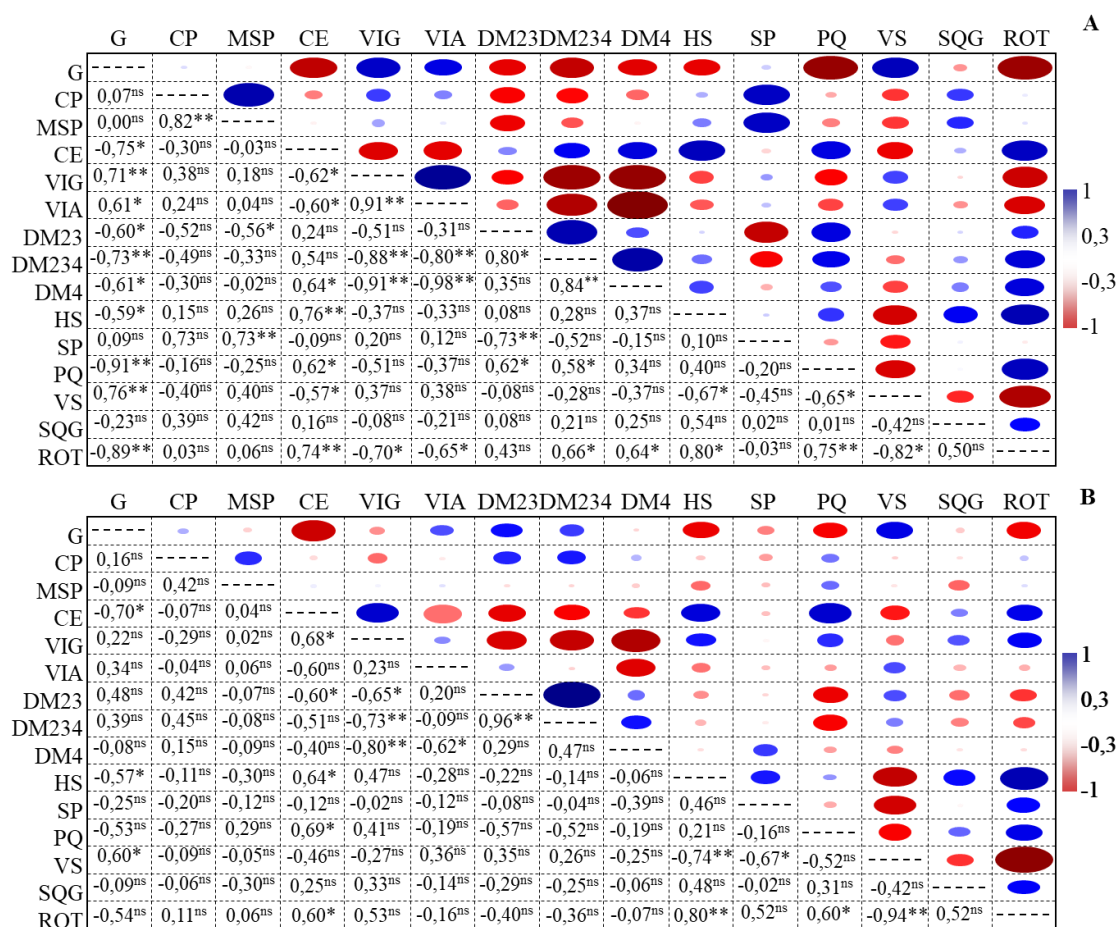 A
G CP MSP CE VIG VIA DM23 DM234 DM4 HS SP PQ VS SQG ROT
G -----
CP 0,07ns -----
MSP 0,00ns 0,82** -----
CE -0,75* -0,30ns -0,03ns -----
VIG 0,71** 0,38ns 0,18ns -0,62* -----
VIA 0,61* 0,24ns 0,04ns -0,60* 0,91** -----
DM23 -0,60* -0,52ns -0,56* 0,24ns -0,51ns -0,31ns -----
DM234 -0,73** -0,49ns -0,33ns 0,54ns -0,88** -0,80** 0,80* -----
DM4 -0,61* -0,30ns -0,02ns 0,64* -0,91** -0,98** 0,35ns 0,84** -----
HS -0,59* 0,15ns 0,26ns 0,76** -0,37ns -0,33ns 0,08ns 0,28ns 0,37ns -----
SP 0,09ns 0,73ns 0,73** -0,09ns 0,20ns 0,12ns -0,73** -0,52ns -0,15ns 0,10ns -----
PQ -0,91** -0,16ns -0,25ns 0,62* -0,51ns -0,37ns 0,62* 0,58* 0,34ns 0,40ns -0,20ns -----
VS 0,76** -0,40ns 0,40ns -0,57* 0,37ns 0,38ns -0,08ns -0,28ns -0,37ns -0,67* -0,45ns -0,65* -----
SQG -0,23ns 0,39ns 0,42ns 0,16ns -0,08ns -0,21ns 0,08ns 0,21ns 0,25ns 0,54ns 0,02ns 0,01ns -0,42ns -----
ROT -0,89** 0,03ns 0,06ns 0,74** -0,70* -0,65* 0,43ns 0,66* 0,64* 0,80* -0,03ns 0,75** -0,82* 0,50ns -----
1
0,3
-0,3
-1
B
G CP MSP CE VIG VIA DM23 DM234 DM4 HS SP PQ VS SQG ROT
G -----
CP 0,16ns -----
MSP -0,09ns 0,42ns -----
CE -0,70* -0,07ns 0,04ns -----
VIG 0,22ns -0,29ns 0,02ns 0,68* -----
VIA 0,34ns -0,04ns 0,06ns -0,60ns 0,23ns -----
DM23 0,48ns 0,42ns -0,07ns -0,60* -0,65* 0,20ns -----
DM234 0,39ns 0,45ns -0,08ns -0,51ns -0,73** -0,09ns 0,96** -----
DM4 -0,08ns 0,15ns -0,09ns -0,40ns -0,80** -0,62* 0,29ns 0,47ns -----
HS -0,57* -0,11ns -0,30ns 0,64* 0,47ns -0,28ns -0,22ns -0,14ns -0,06ns -----
SP -0,25ns -0,20ns -0,12ns -0,12ns -0,02ns -0,12ns -0,08ns -0,04ns -0,39ns 0,46ns -----
PQ -0,53ns -0,27ns 0,29ns 0,69* 0,41ns -0,19ns -0,57ns -0,52ns -0,19ns 0,21ns -0,16ns -----
VS 0,60* -0,09ns -0,05ns -0,46ns -0,27ns 0,36ns 0,35ns 0,26ns -0,25ns -0,74** -0,67* -0,52ns -----
SQG -0,09ns -0,06ns -0,30ns 0,25ns 0,33ns -0,14ns -0,29ns -0,25ns -0,06ns 0,48ns -0,02ns 0,31ns -0,42ns -----
ROT -0,54ns 0,11ns 0,06ns 0,60* 0,53ns -0,16ns -0,40ns -0,36ns -0,07ns 0,80** 0,52ns 0,60* -0,94** 0,52ns -----
1
0,3
-0,3
-1